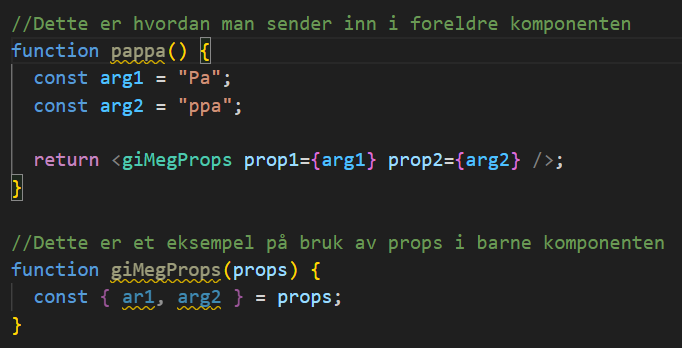 //Dette er hvordan man sender inn i foreldre komponenten
function pappa() {
  const arg1 = "Pa";
  const arg2 = "ppa";
  return <giMegProps prop1={arg1} prop2={arg2} />;
}
//Dette er et eksempel på bruk av props i barne komponenten
function giMegProps(props) {
  const { ar1, arg2 } = props;
}